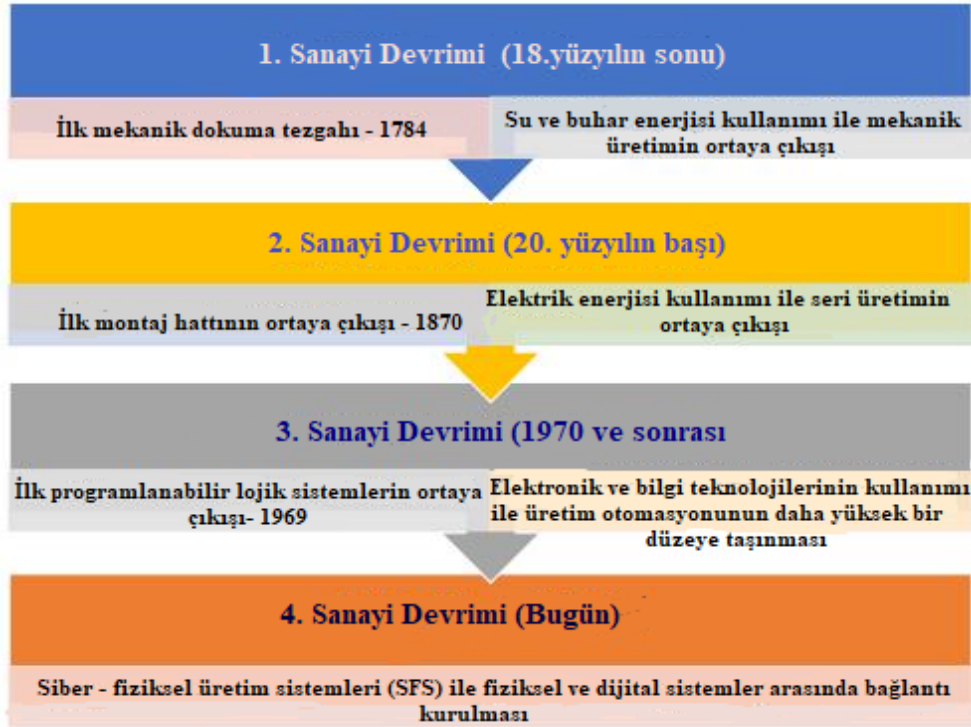 1. Sanayi Devrimi (18.yüzyılın sonu)
İlk mekanik dokuma tezgahı - 1784
Su ve buhar enerjisi kullanımı ile mekanik
üretimin ortaya çıkışı
2. Sanayi Devrimi (20. yüzyılın başı)
İlk montaj hattının ortaya çıkışı - 1870
Elektrik enerjisi kullanımı ile seri üretimin
ortaya çıkışı
3. Sanayi Devrimi (1970 ve sonrası
İlk programlanabilir lojik sistemlerin ortaya
çıkışı- 1969
Elektronik ve bilgi teknolojilerinin kullanımı
ile üretim otomasyonunun daha yüksek bir
düzeye taşınması
4. Sanayi Devrimi (Bugün)
Siber - fiziksel üretim sistemleri (SFS) ile fiziksel ve dijital sistemler arasında bağlantı
kurulması